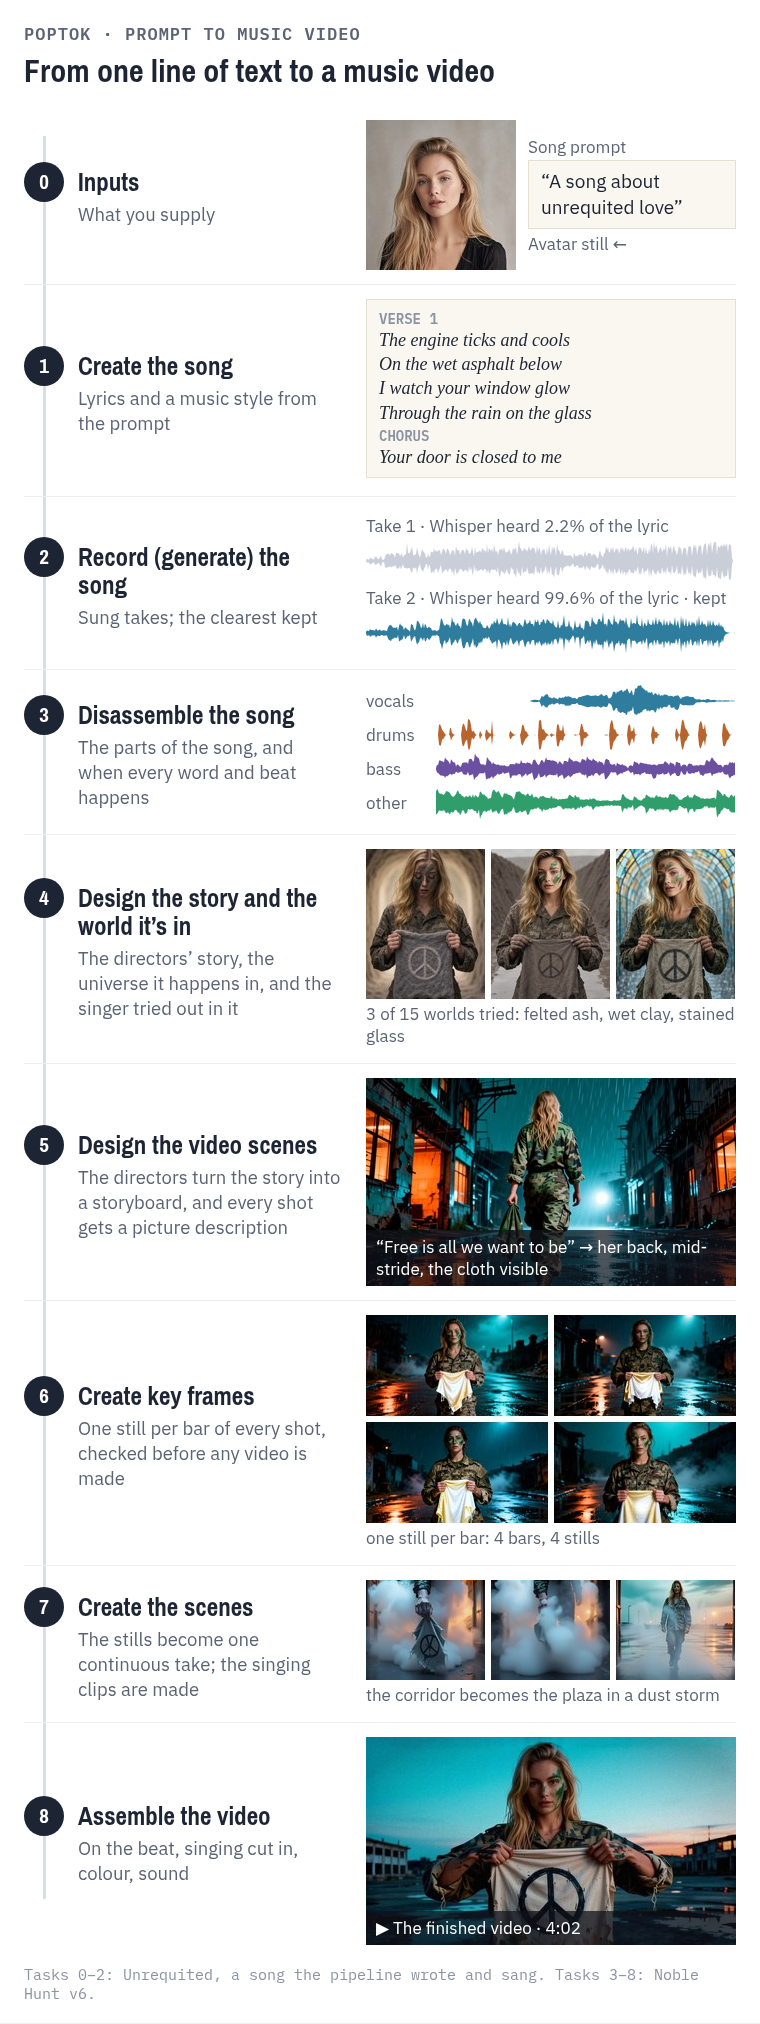 POPTOK · PROMPT TO MUSIC VIDEO
From one line of text to a music video
0
Inputs
What you supply
Song prompt
“A song about
unrequited love”
Avatar still ←
1
Create the song
Lyrics and a music style from
the prompt
VERSE 1
The engine ticks and cools
On the wet asphalt below
I watch your window glow
Through the rain on the glass
CHORUS
Your door is closed to me
2
Record (generate) the
song
Sung takes; the clearest kept
Take 1 · Whisper heard 2.2% of the lyric
Take 2 · Whisper heard 99.6% of the lyric · kept
3
Disassemble the song
The parts of the song, and
when every word and beat
happens
vocals
drums
bass
other
4
Design the story and the
world it’s in
The directors’ story, the
universe it happens in, and the
singer tried out in it
3 of 15 worlds tried: felted ash, wet clay, stained
glass
5
Design the video scenes
The directors turn the story into
a storyboard, and every shot
gets a picture description
“Free is all we want to be” → her back, mid-
stride, the cloth visible
6
Create key frames
One still per bar of every shot,
checked before any video is
made
one still per bar: 4 bars, 4 stills
7
Create the scenes
The stills become one
continuous take; the singing
clips are made
the corridor becomes the plaza in a dust storm
8
Assemble the video
On the beat, singing cut in,
colour, sound
▶ The finished video · 4:02
Tasks 0–2: Unrequited, a song the pipeline wrote and sang. Tasks 3–8: Noble
Hunt v6.